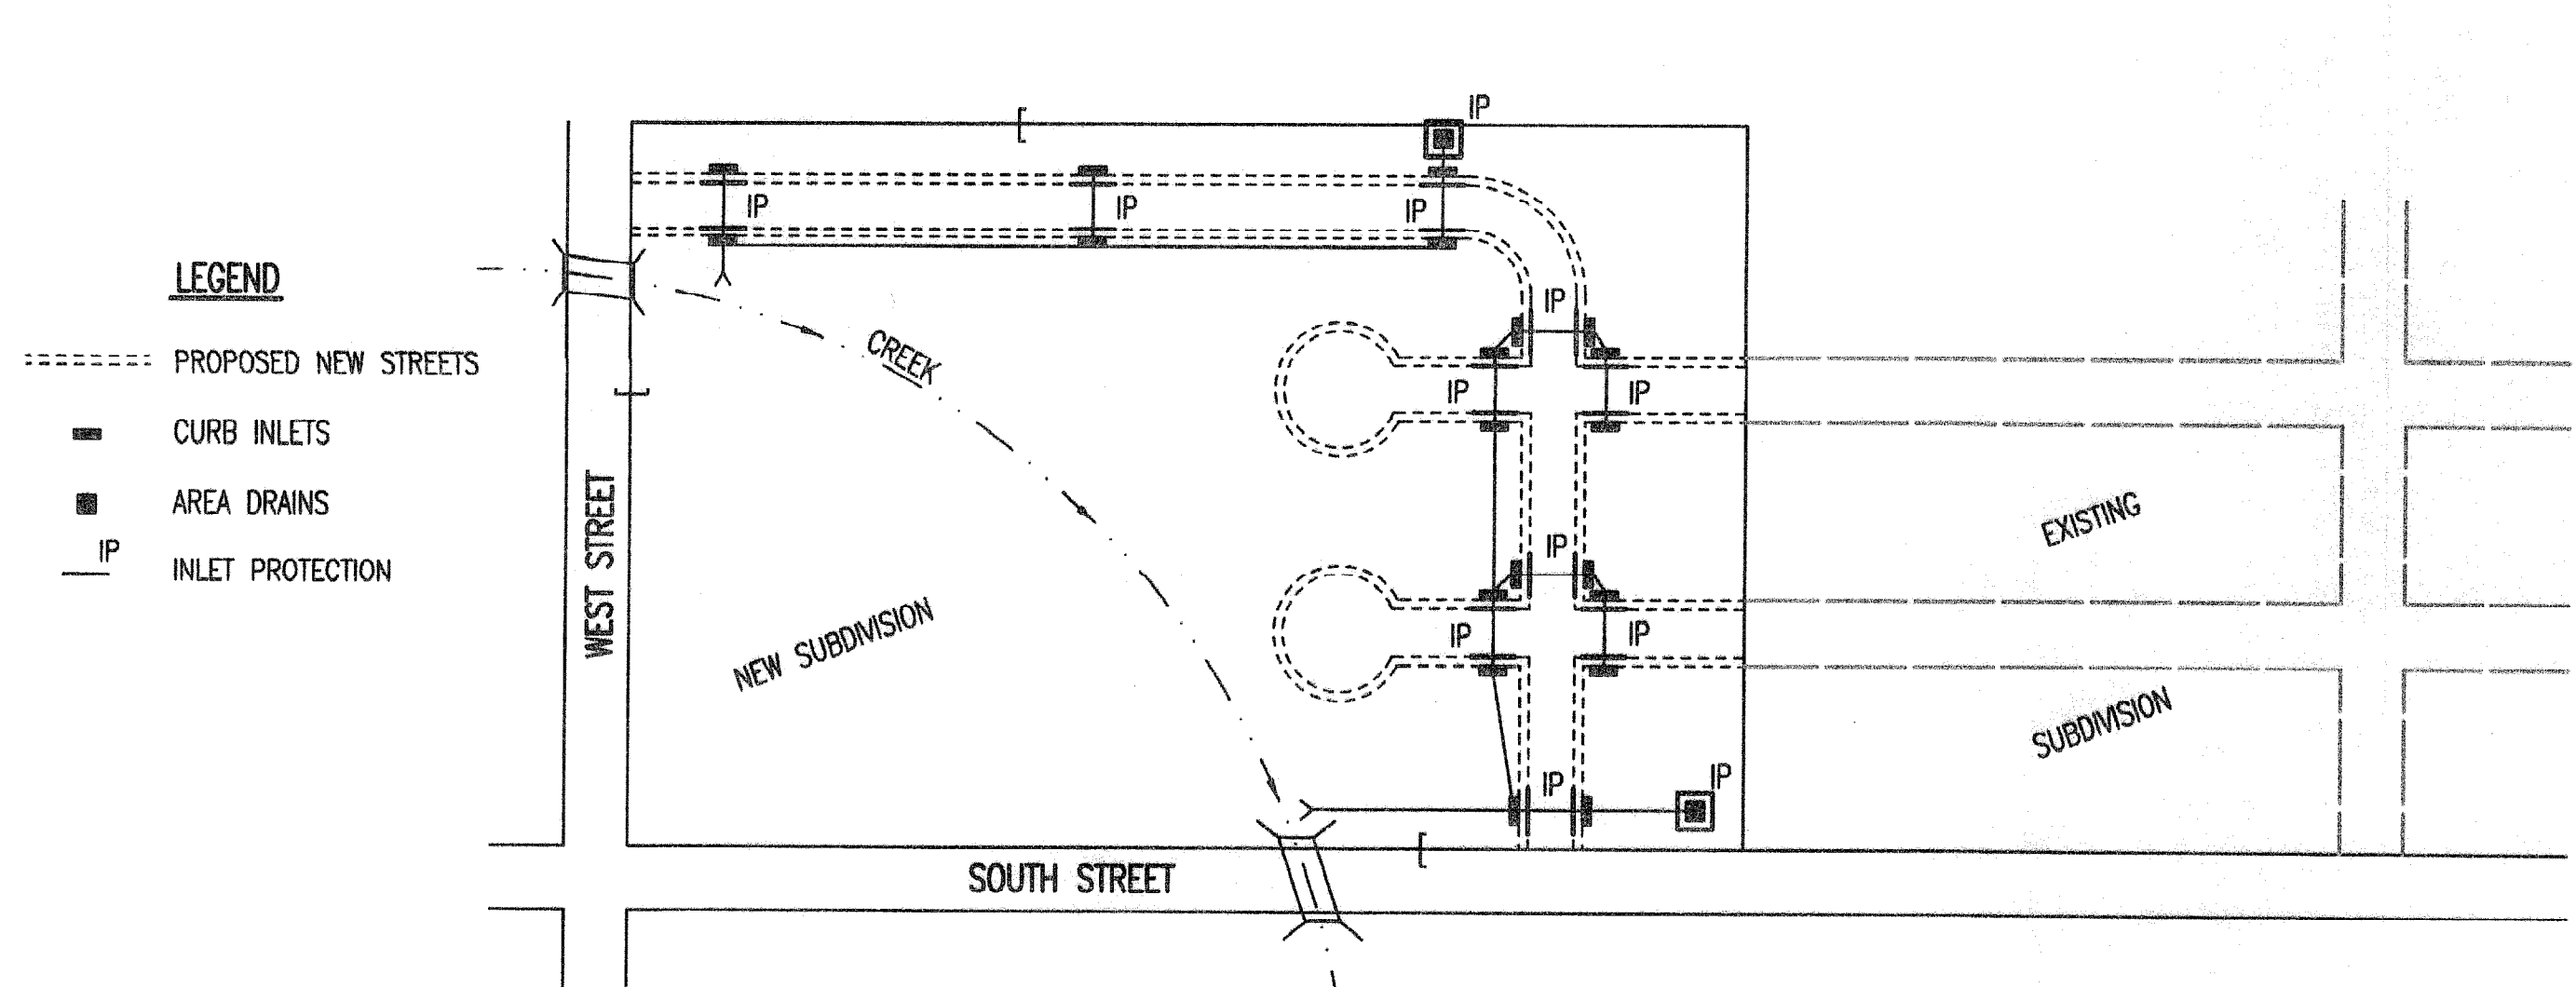 IP
IP
IP
IP
LEGEND
IP
PROPOSED NEW STREETS
CREEK
IP
IP
CURB INLETS
AREA DRAINS
WEST STREET
EXISTING
IP
IP
INLET PROTECTION
NEW SUBDIVISION
IP
IP
SUBDIVISION
IP
IP
SOUTH STREET